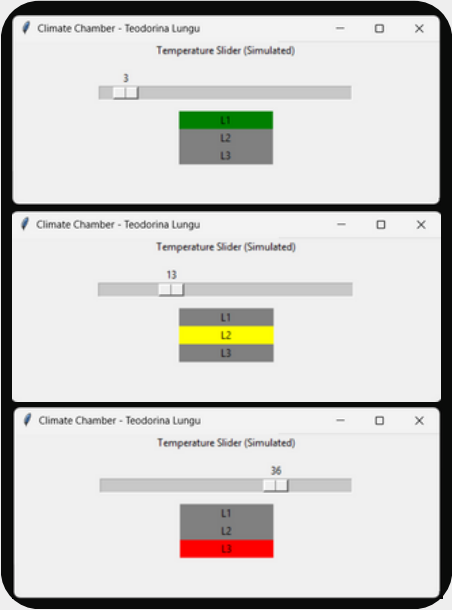 Climate Chamber - Teodorina Lungu
Temperature Slider (Simulated)
3
L1
L2
L3
Climate Chamber - Teodorina Lungu
Temperature Slider (Simulated)
13
L1
L2
L3
Climate Chamber - Teodorina Lungu
Temperature Slider (Simulated)
36
L1
L2
L3